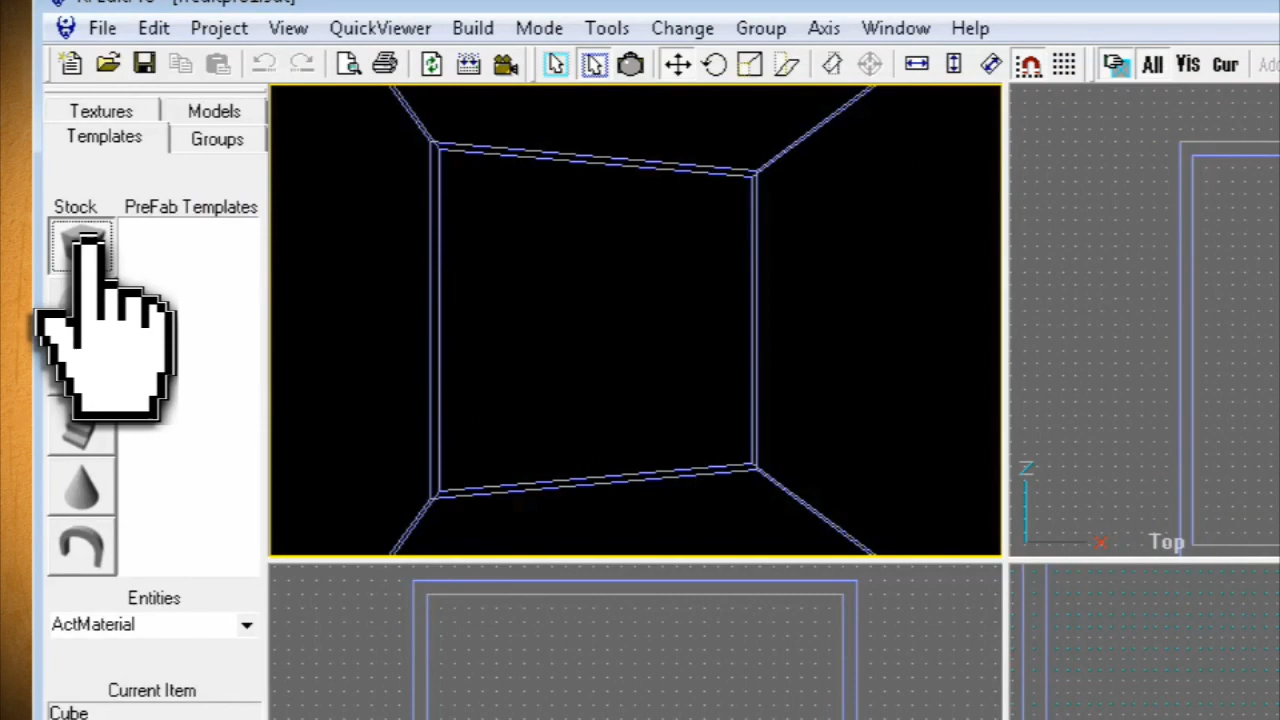 File Edit Project View QuickViewer Build Mode Tools Change Group Axis Window Help
All Vis Cur
Textures Models
Templates Groups
Stock PreFab Templates
Z
X
Top
Entities
ActMaterial
Current Item
Cube